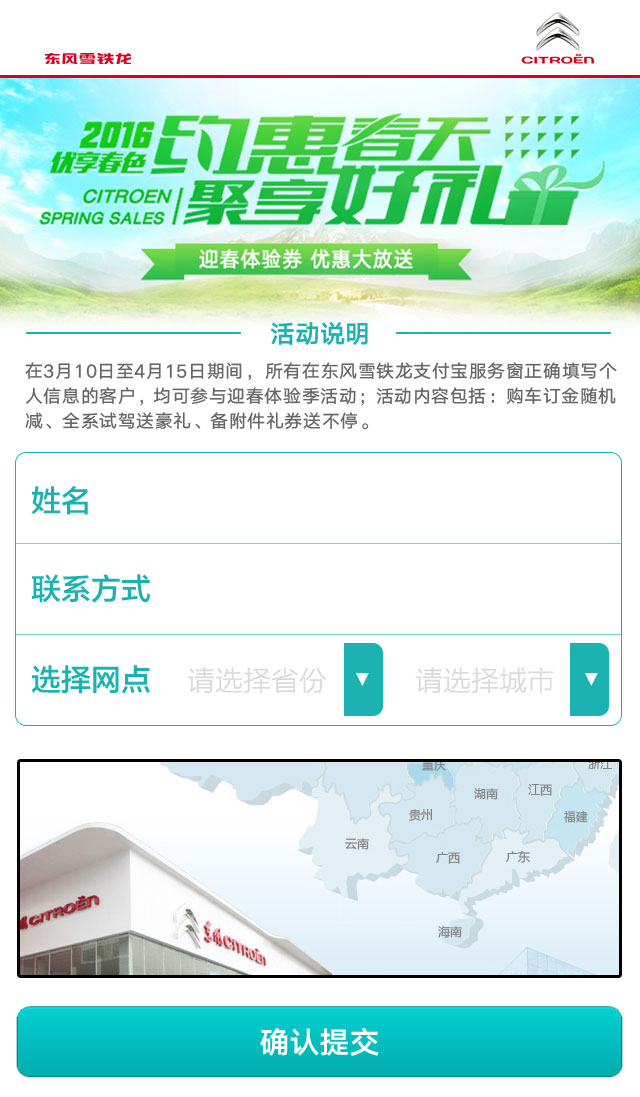 东风雪铁龙
CITROËN
2016 约惠春天
优享春色
CITROEN 聚享好礼
SPRING SALES
迎春体验券 优惠大放送
活动说明
在3月10日至4月15日期间，所有在东风雪铁龙支付宝服务窗正确填写个
人信息的客户，均可参与迎春体验季活动；活动内容包括：购车订金随机
减、全系试驾送豪礼、备附件礼券送不停。
姓名
联系方式
选择网点 请选择省份 ▼ 请选择城市 ▼
重庆
浙江
湖南
江西
贵州
福建
云南
广西
广东
海南
CITROËN
CITROËN
确认提交